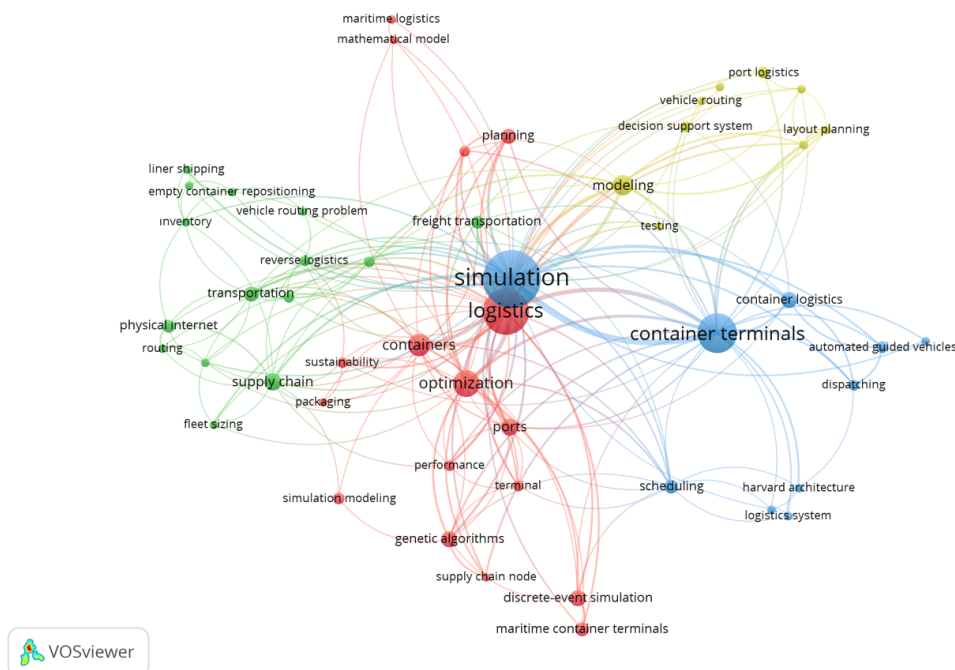 maritime logistics
mathematical model
port logistics
vehicle routing
decision support system
layout planning
planning
liner shipping
empty container repositioning
modeling
inventory
vehicle routing problem
freight transportation
testing
reverse logistics
simulation
transportation
container logistics
logistics
physical internet
container terminals
routing
containers
automated guided vehicles
sustainability
supply chain
optimization
dispatching
packaging
fleet sizing
ports
performance
terminal
scheduling
harvard architecture
simulation modeling
logistics system
genetic algorithms
supply chain node
discrete-event simulation
maritime container terminals
VOSviewer